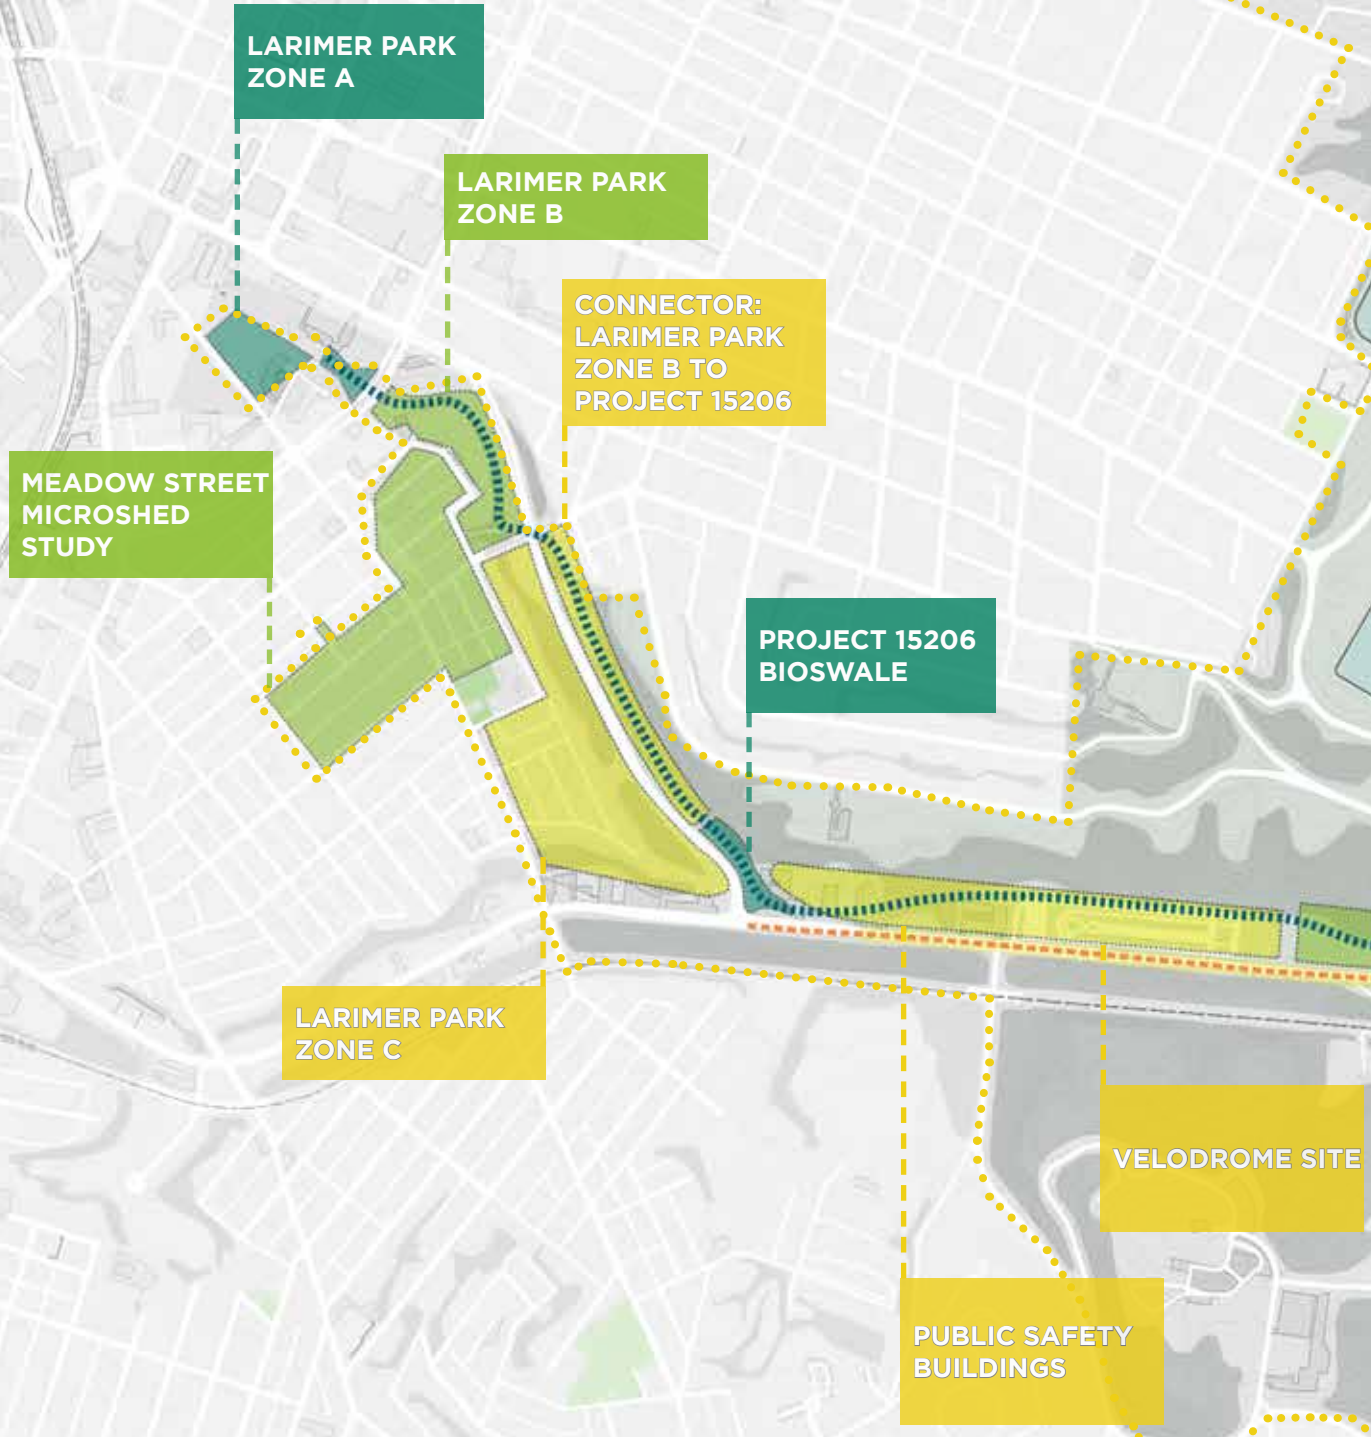 LARIMER PARK
ZONE A
LARIMER PARK
ZONE B
CONNECTOR:
LARIMER PARK
ZONE B TO
PROJECT 15206
MEADOW STREET
MICROSHED
STUDY
PROJECT 15206
BIOSWALE
LARIMER PARK
ZONE C
VELODROME SITE
PUBLIC SAFETY
BUILDINGS